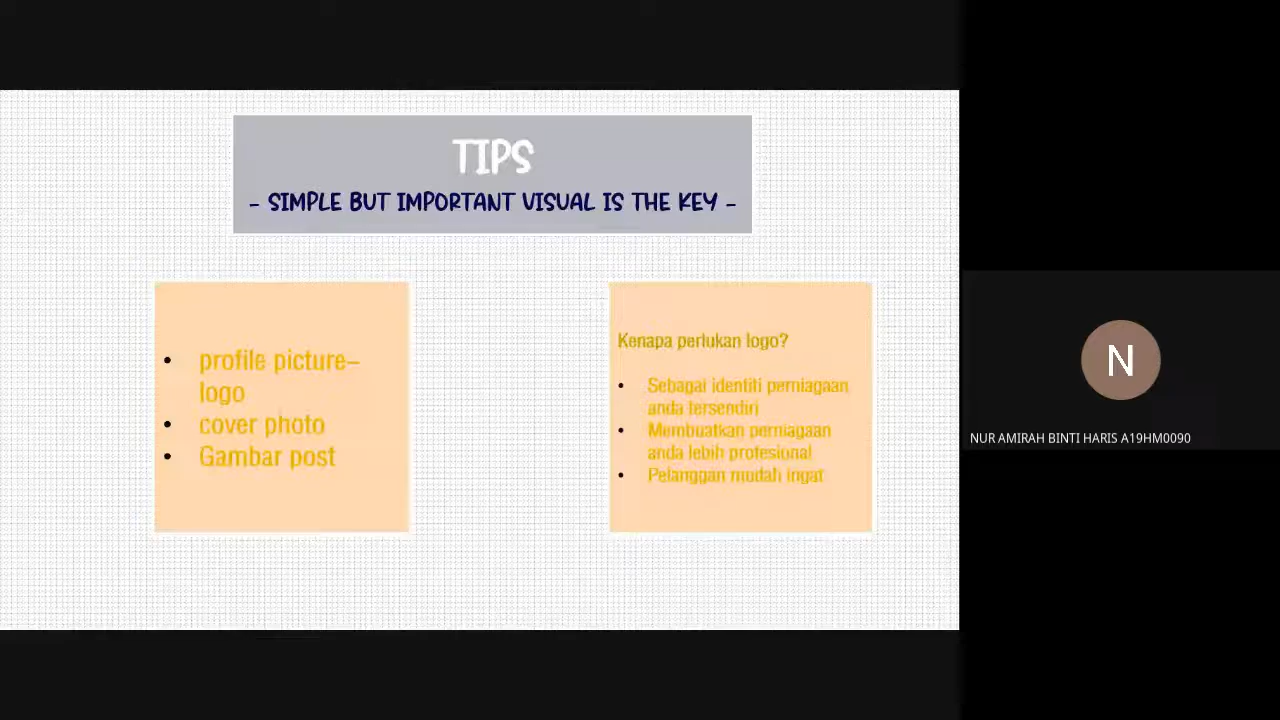 TIPS
- SIMPLE BUT IMPORTANT VISUAL IS THE KEY -
• profile picture–
logo
• cover photo
• Gambar post
Kenapa perlukan logo?
• Sebagai identiti perniagaan
anda tersendiri
• Membuatkan perniagaan
anda lebih profesional
• Pelanggan mudah ingat
N
NUR AMIRAH BINTI HARIS A19HM0090